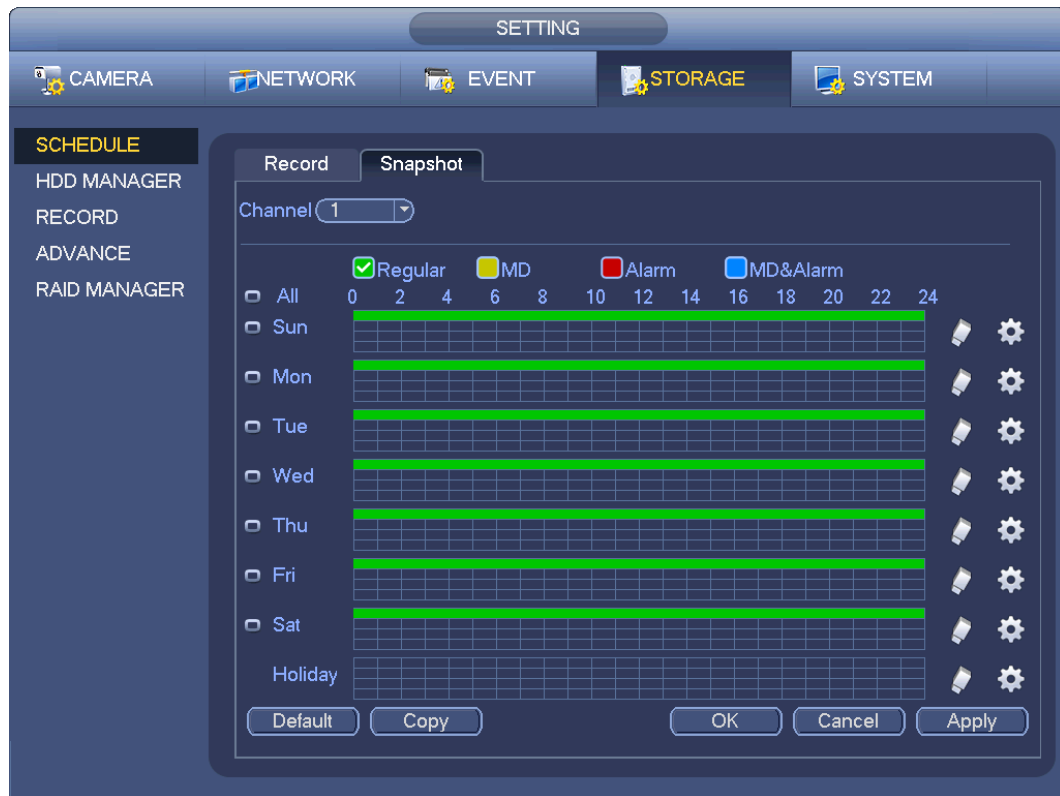 SETTING
CAMERA NETWORK EVENT STORAGE SYSTEM
SCHEDULE
HDD MANAGER
RECORD
ADVANCE
RAID MANAGER
Record Snapshot
Channel 1
Regular MD Alarm MD&Alarm
All 0 2 4 6 8 10 12 14 16 18 20 22 24
Sun
Mon
Tue
Wed
Thu
Fri
Sat
Holiday
Default Copy OK Cancel Apply